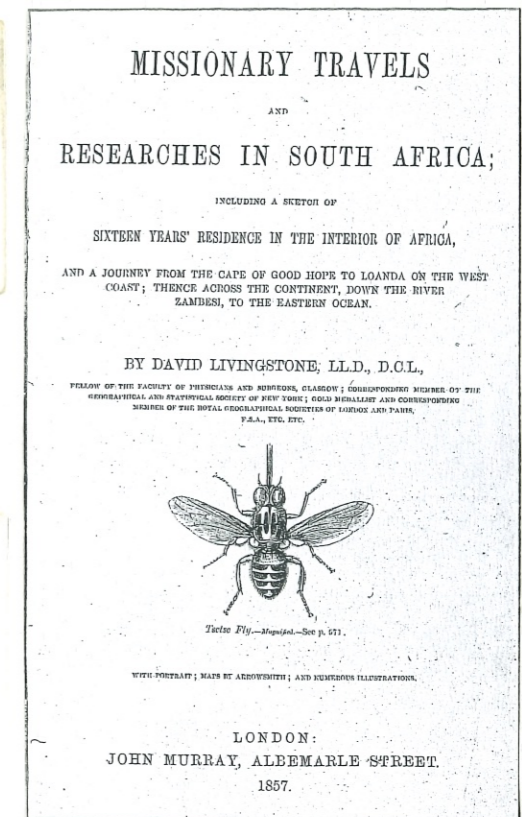 MISSIONARY TRAVELS
AND
RESEARCHES IN SOUTH AFRICA;
INCLUDING A SKETCH OF
SIXTEEN YEARS' RESIDENCE IN THE INTERIOR OF AFRICA,
AND A JOURNEY FROM THE CAPE OF GOOD HOPE TO LOANDA ON THE WEST
COAST; THENCE ACROSS THE CONTINENT, DOWN THE RIVER
ZAMBESI, TO THE EASTERN OCEAN.
BY DAVID LIVINGSTONE, LL.D., D.C.L.,
FELLOW OF THE FACULTY OF PHYSICIANS AND SURGEONS, GLASGOW; CORRESPONDING MEMBER OF THE
GEOGRAPHICAL AND STATISTICAL SOCIETY OF NEW YORK; GOLD MEDALLIST AND CORRESPONDING
MEMBER OF THE ROYAL GEOGRAPHICAL SOCIETIES OF LONDON AND PARIS,
F.S.A., ETC. ETC.
Tsetse Fly.—Magnified.—See p. 571.
WITH PORTRAIT; MAPS BY ARROWSMITH; AND NUMEROUS ILLUSTRATIONS.
LONDON:
JOHN MURRAY, ALBEMARLE STREET.
1857.